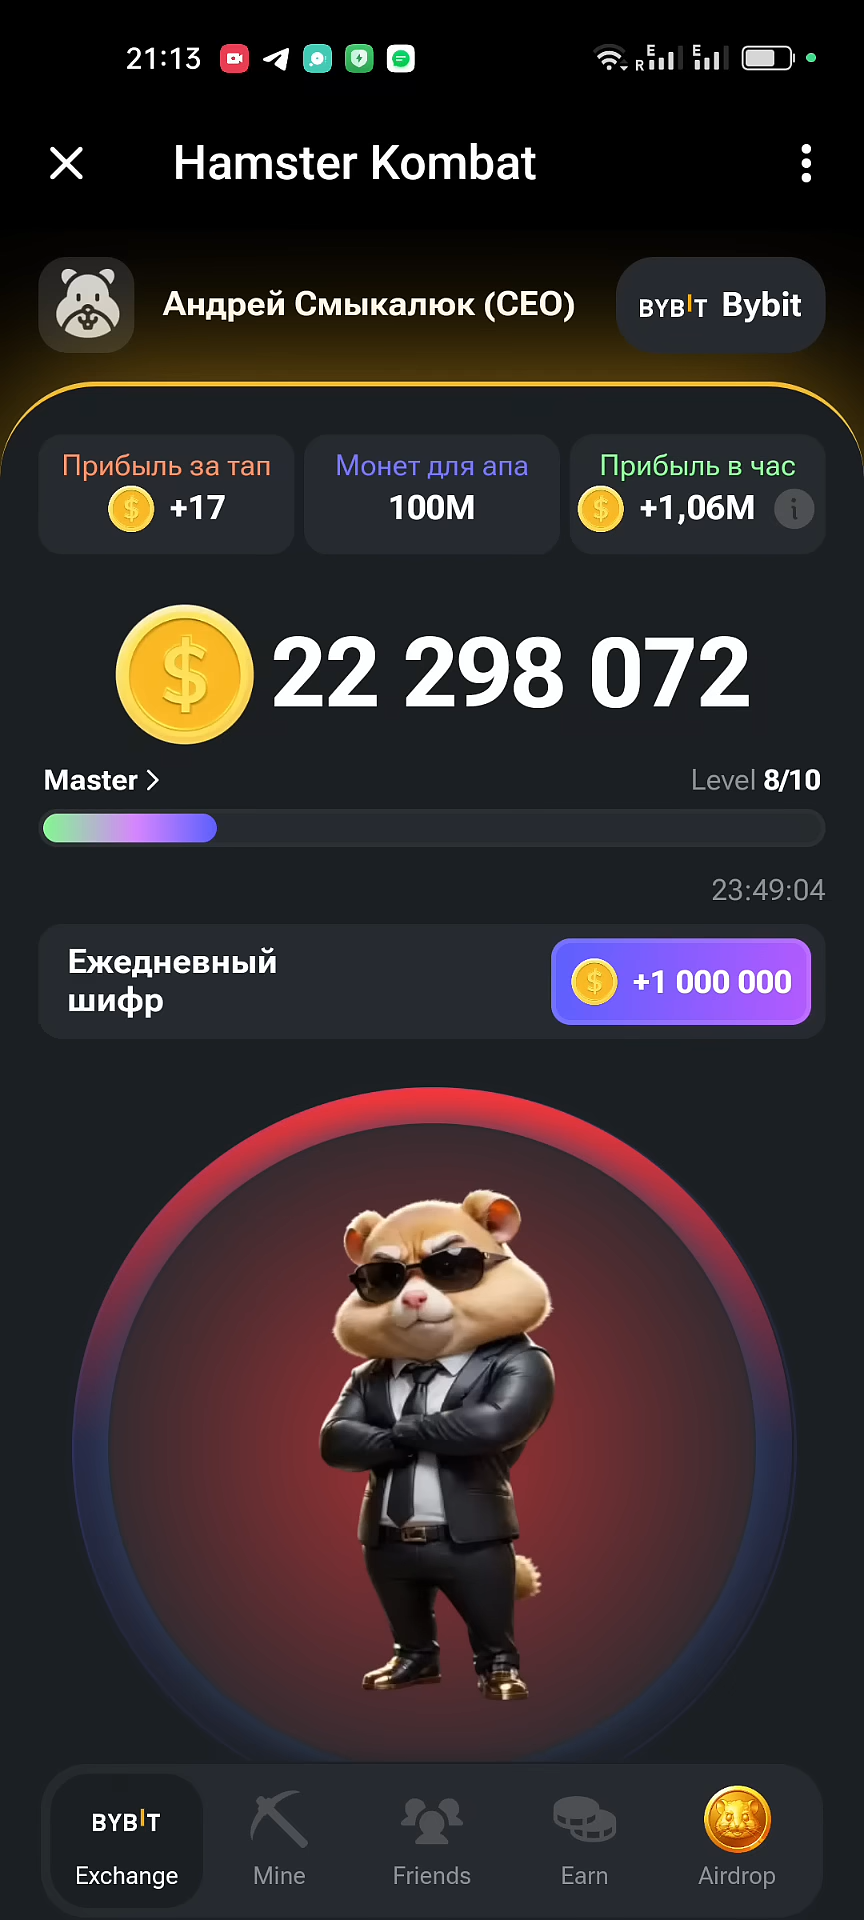 21:13
R E E
Hamster Kombat
Андрей Смыкалюк (CEO)
BYBIT Bybit
Прибыль за тап
+17
Монет для апа
100M
Прибыль в час
+1,06M
22 298 072
Master
Level 8/10
23:49:04
Ежедневный
шифр
+1 000 000
BYBIT
Exchange
Mine
Friends
Earn
Airdrop